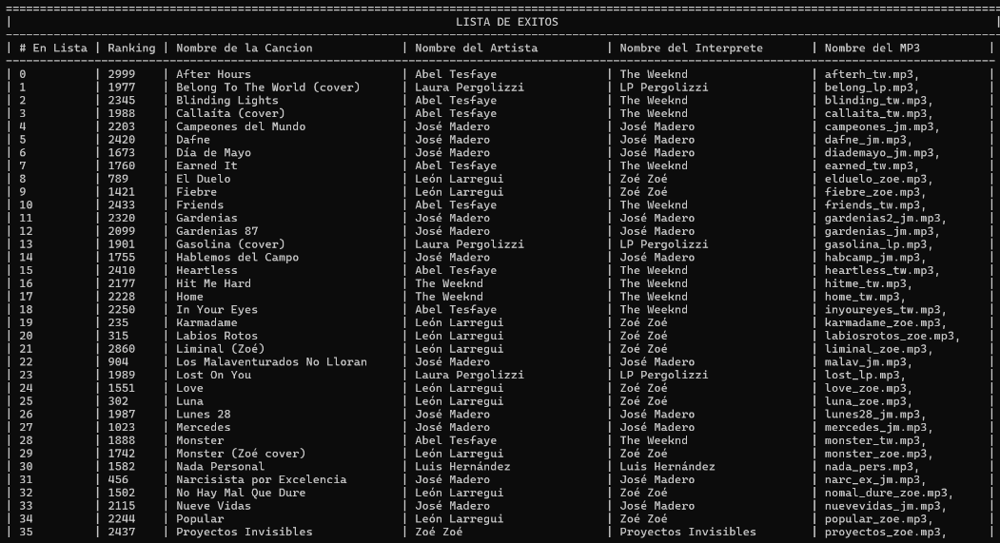 LISTA DE EXITOS
| # En Lista | Ranking | Nombre de la Cancion | Nombre del Artista | Nombre del Interprete | Nombre del MP3 |
| 0 | 2999 | After Hours | Abel Tesfaye | The Weeknd | afterh_tw.mp3, |
| 1 | 1977 | Belong To The World (cover) | Laura Pergolizzi | LP Pergolizzi | belong_lp.mp3, |
| 2 | 2345 | Blinding Lights | Abel Tesfaye | The Weeknd | blinding_tw.mp3, |
| 3 | 1988 | Callaíta (cover) | Abel Tesfaye | The Weeknd | callaita_tw.mp3, |
| 4 | 2203 | Campeones del Mundo | José Madero | José Madero | campeones_jm.mp3, |
| 5 | 2420 | Dafne | José Madero | José Madero | dafne_jm.mp3, |
| 6 | 1673 | Día de Mayo | José Madero | José Madero | diademayo_jm.mp3, |
| 7 | 1760 | Earned It | Abel Tesfaye | The Weeknd | earned_tw.mp3, |
| 8 | 789 | El Duelo | León Larregui | Zoé Zoé | elduelo_zoe.mp3, |
| 9 | 1421 | Fiebre | León Larregui | Zoé Zoé | fiebre_zoe.mp3, |
| 10 | 2433 | Friends | Abel Tesfaye | The Weeknd | friends_tw.mp3, |
| 11 | 2320 | Gardenias | José Madero | José Madero | gardenias2_jm.mp3, |
| 12 | 2099 | Gardenias 87 | José Madero | José Madero | gardenias_jm.mp3, |
| 13 | 1901 | Gasolina (cover) | Laura Pergolizzi | LP Pergolizzi | gasolina_lp.mp3, |
| 14 | 1755 | Hablemos del Campo | José Madero | José Madero | habcamp_jm.mp3, |
| 15 | 2410 | Heartless | Abel Tesfaye | The Weeknd | heartless_tw.mp3, |
| 16 | 2177 | Hit Me Hard | The Weeknd | The Weeknd | hitme_tw.mp3, |
| 17 | 2228 | Home | The Weeknd | The Weeknd | home_tw.mp3, |
| 18 | 2250 | In Your Eyes | Abel Tesfaye | The Weeknd | inyoureyes_tw.mp3, |
| 19 | 235 | Karmadame | León Larregui | Zoé Zoé | karmadame_zoe.mp3, |
| 20 | 315 | Labios Rotos | León Larregui | Zoé Zoé | labiosrotos_zoe.mp3, |
| 21 | 2860 | Liminal (Zoé) | León Larregui | Zoé Zoé | liminal_zoe.mp3, |
| 22 | 904 | Los Malaventurados No Lloran | José Madero | José Madero | malav_jm.mp3, |
| 23 | 1989 | Lost On You | Laura Pergolizzi | LP Pergolizzi | lost_lp.mp3, |
| 24 | 1551 | Love | León Larregui | Zoé Zoé | love_zoe.mp3, |
| 25 | 302 | Luna | León Larregui | Zoé Zoé | luna_zoe.mp3, |
| 26 | 1987 | Lunes 28 | José Madero | José Madero | lunes28_jm.mp3, |
| 27 | 1023 | Mercedes | José Madero | José Madero | mercedes_jm.mp3, |
| 28 | 1888 | Monster | Abel Tesfaye | The Weeknd | monster_tw.mp3, |
| 29 | 1742 | Monster (Zoé cover) | León Larregui | Zoé Zoé | monster_zoe.mp3, |
| 30 | 1582 | Nada Personal | Luis Hernández | Luis Hernández | nada_pers.mp3, |
| 31 | 456 | Narcisista por Excelencia | José Madero | José Madero | narc_ex_jm.mp3, |
| 32 | 1502 | No Hay Mal Que Dure | León Larregui | Zoé Zoé | nomal_dure_zoe.mp3, |
| 33 | 2115 | Nueve Vidas | José Madero | José Madero | nuevevidas_jm.mp3, |
| 34 | 2244 | Popular | León Larregui | Zoé Zoé | popular_zoe.mp3, |
| 35 | 2437 | Proyectos Invisibles | Zoé Zoé | Proyectos Invisibles | proyectos_zoe.mp3, |